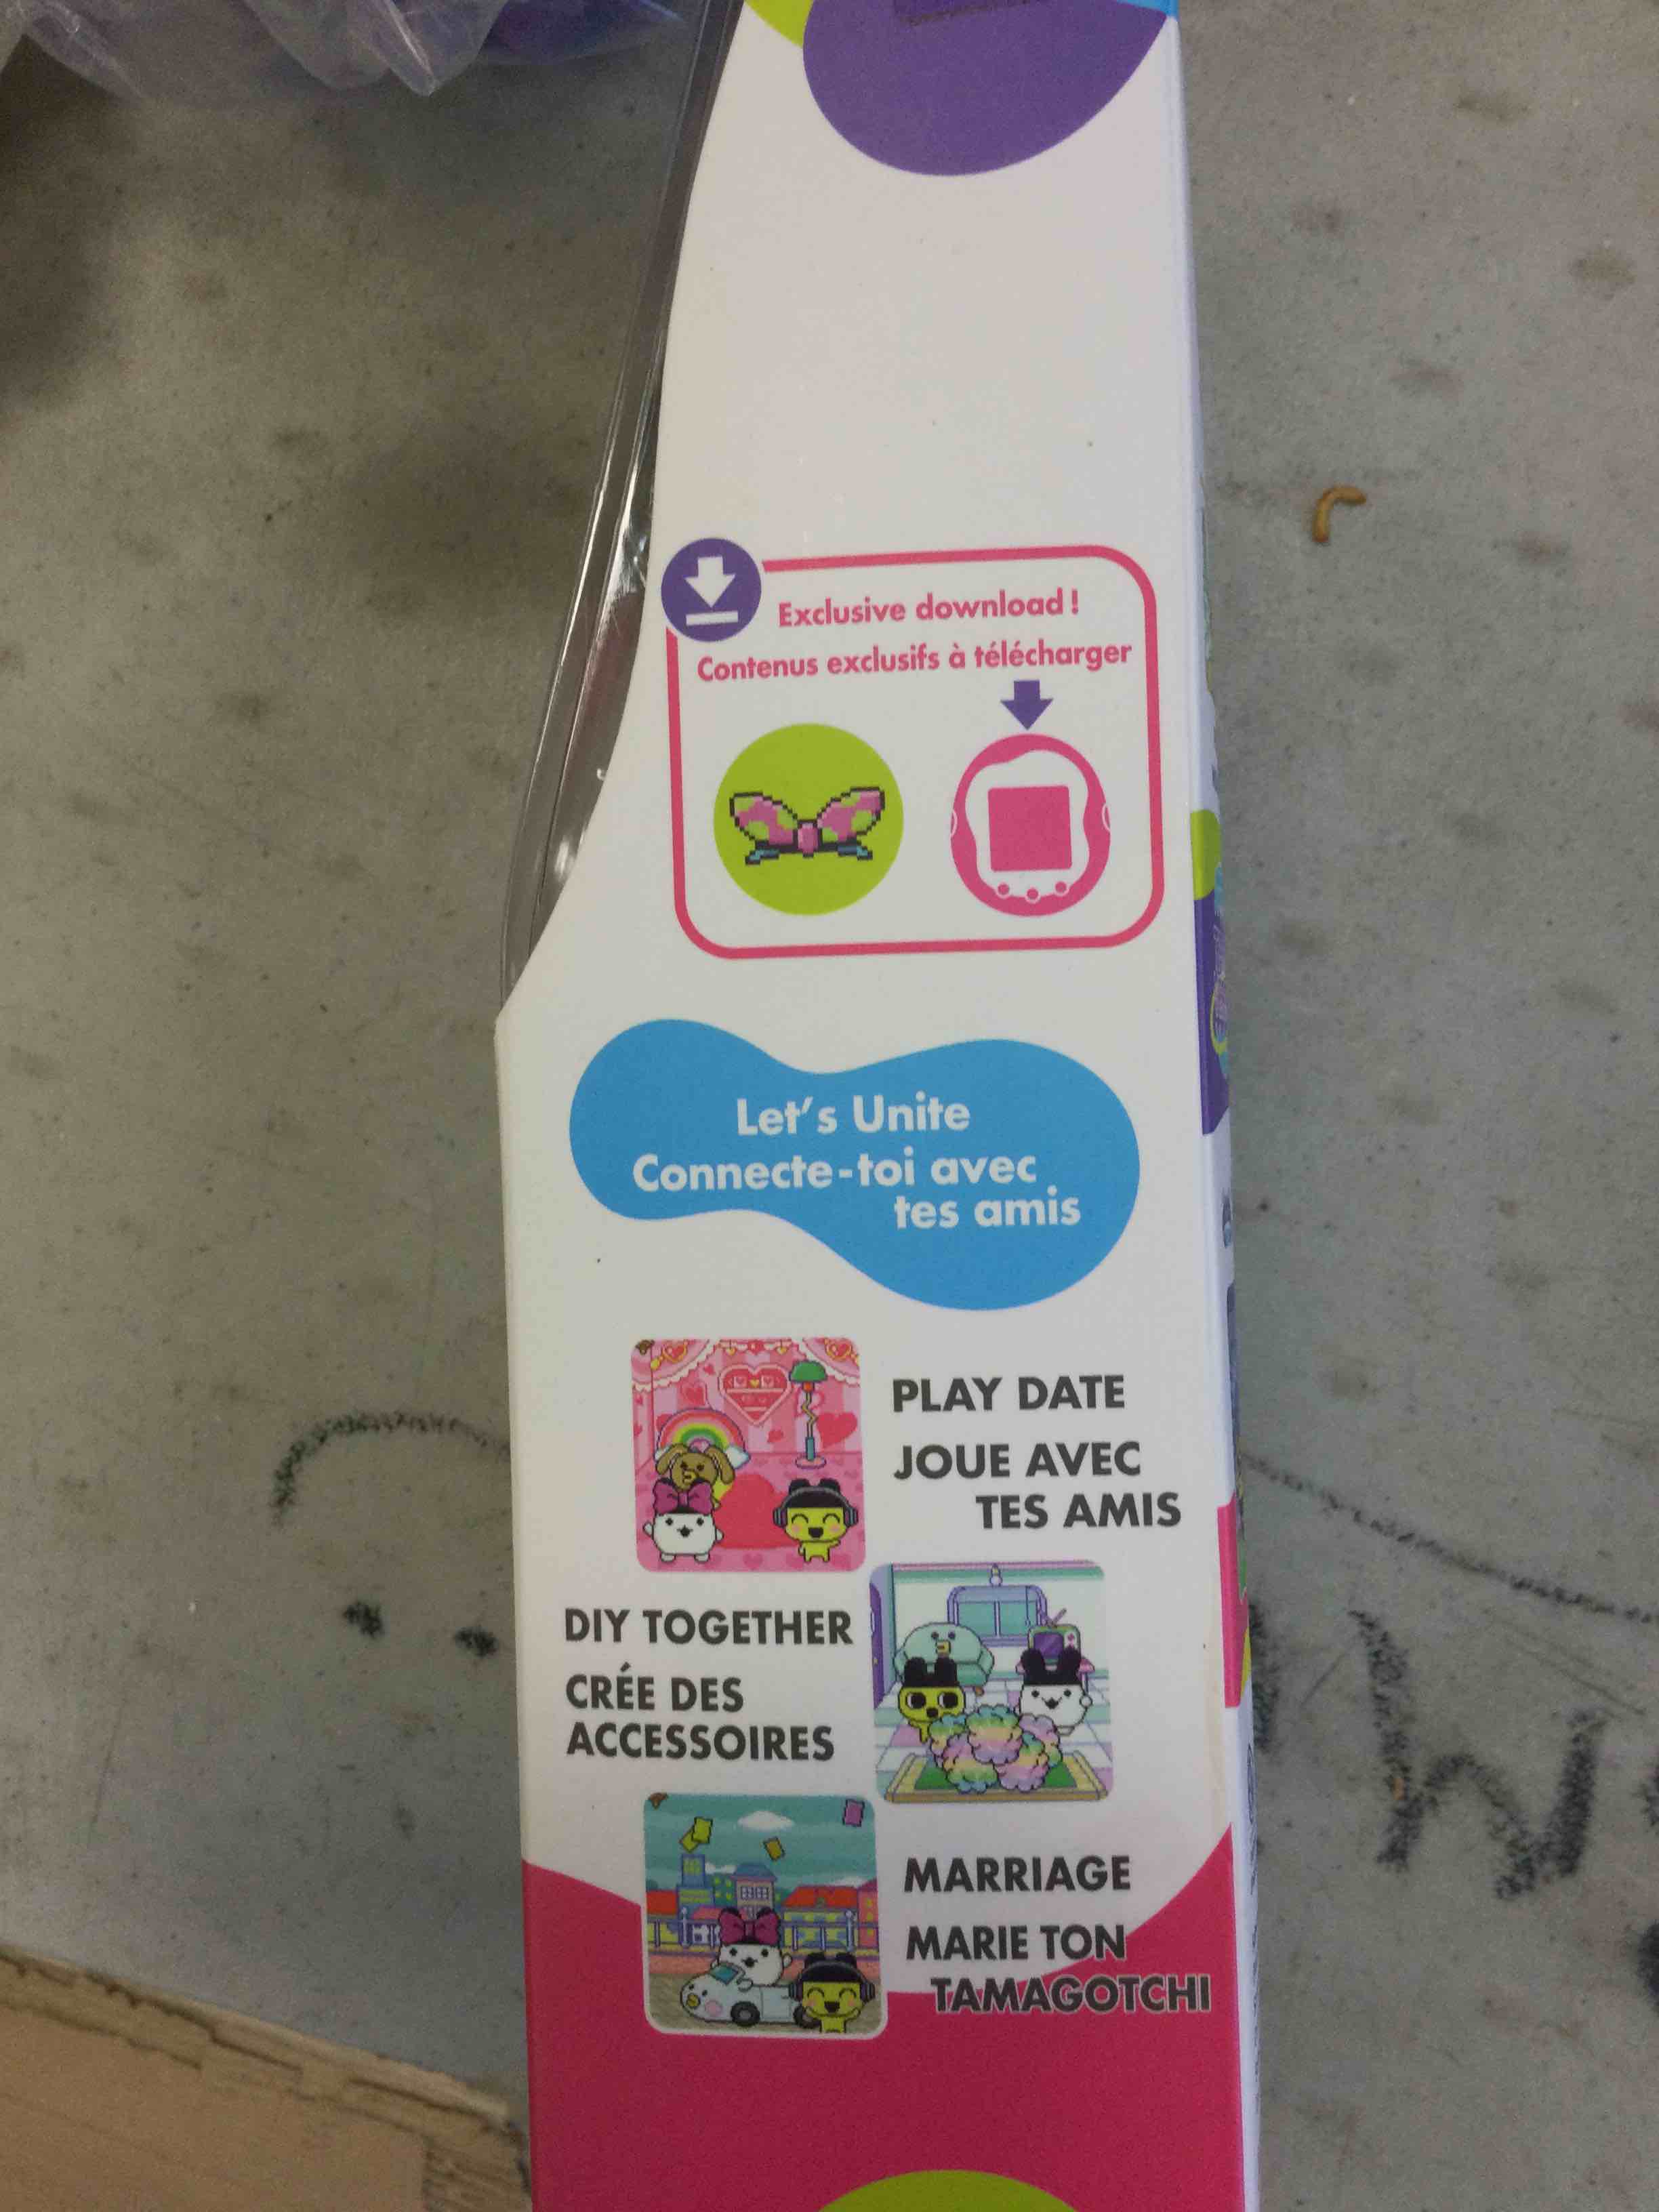 Exclusive download!
Contenus exclusifs à télécharger
Let's Unite
Connecte-toi avec
tes amis
PLAY DATE
JOUE AVEC
TES AMIS
DIY TOGETHER
CRÉE DES
ACCESSOIRES
MARRIAGE
MARIE TON
TAMAGOTCHI